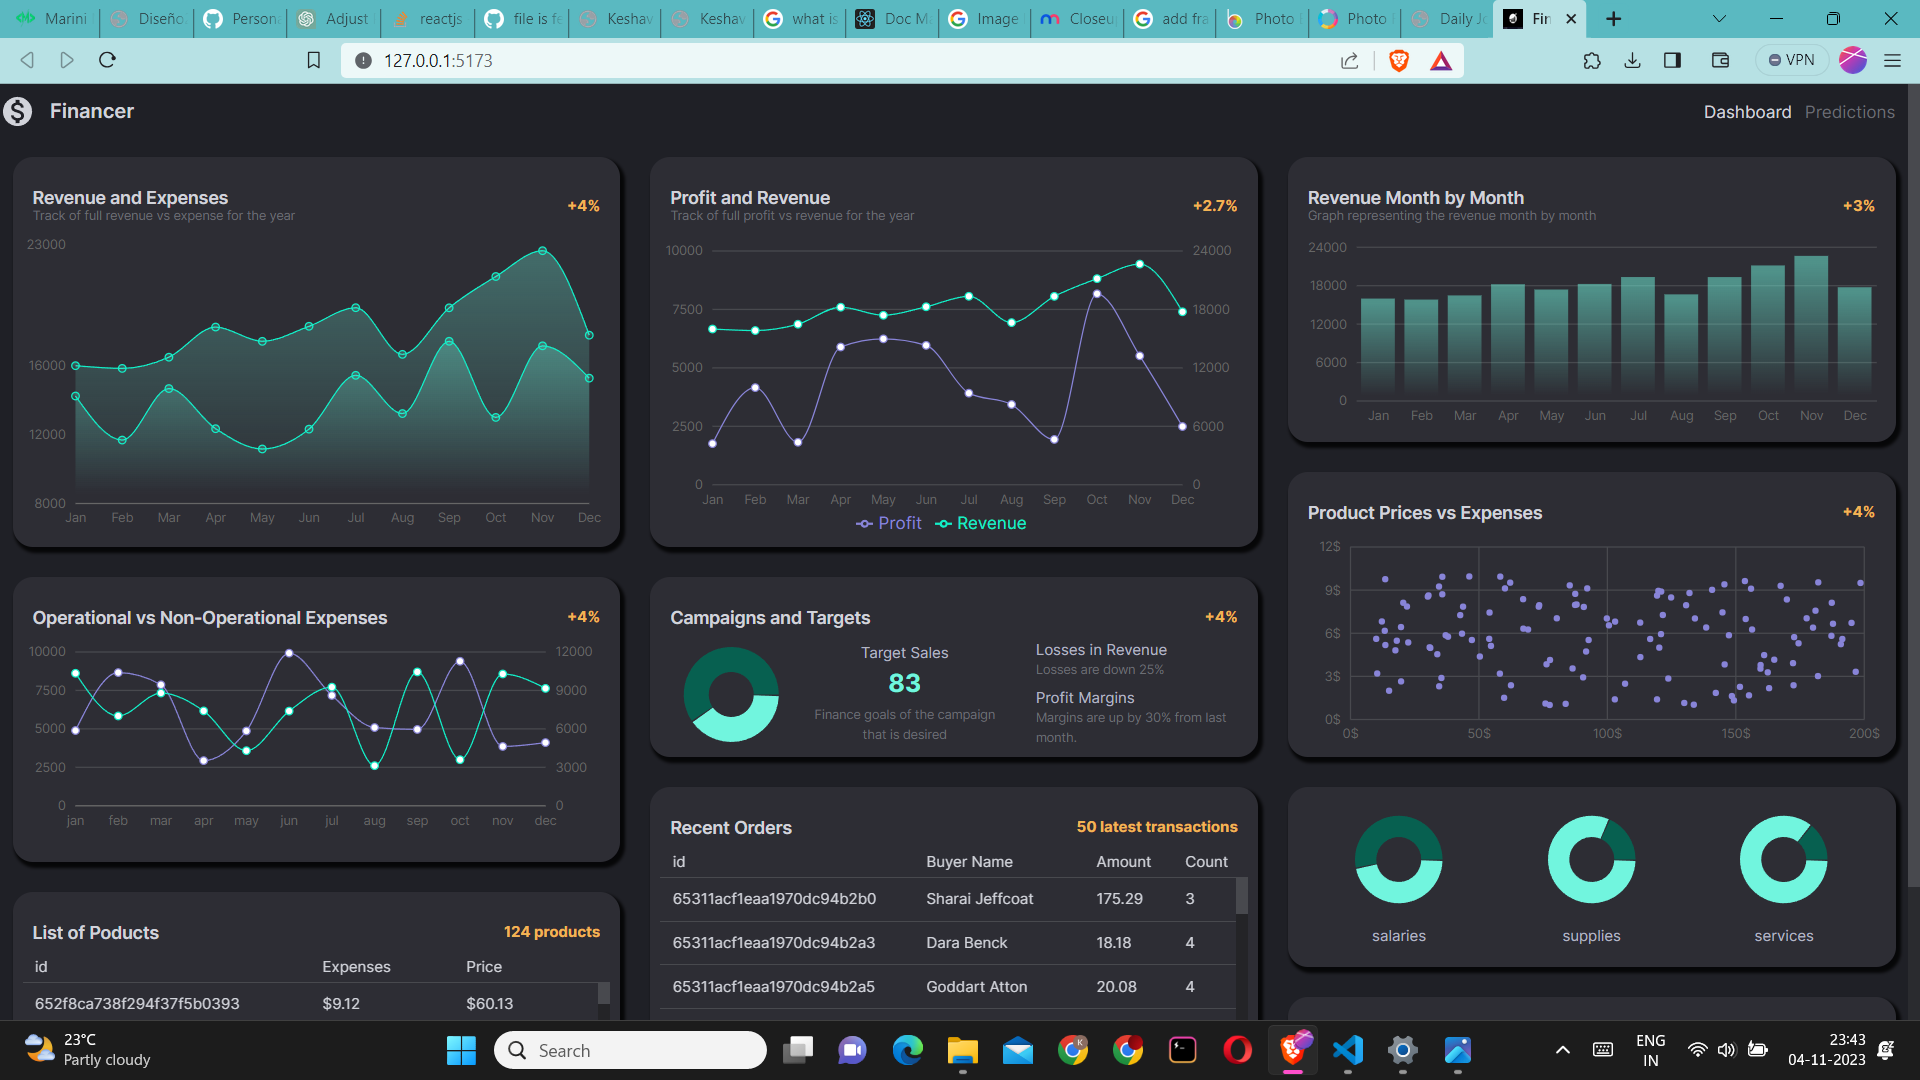 Marini
Diseño
Person
Adjust
reactjs
file is fe
Keshav
Keshav
what is
Doc M
Image
Closeu
add fra
Photo
Photo
Daily Jo
Fin
127.0.0.1:5173
VPN
Financer
Dashboard Predictions
Revenue and Expenses
Track of full revenue vs expense for the year
+4%
23000
16000
12000
8000
Jan Feb Mar Apr May Jun Jul Aug Sep Oct Nov Dec
Profit and Revenue
Track of full profit vs revenue for the year
+2.7%
10000 24000
7500 18000
5000 12000
2500 6000
0 0
Jan Feb Mar Apr May Jun Jul Aug Sep Oct Nov Dec
Profit Revenue
Revenue Month by Month
Graph representing the revenue month by month
+3%
24000
18000
12000
6000
0
Jan Feb Mar Apr May Jun Jul Aug Sep Oct Nov Dec
Operational vs Non-Operational Expenses
+4%
10000 12000
7500 9000
5000 6000
2500 3000
0 0
jan feb mar apr may jun jul aug sep oct nov dec
Campaigns and Targets
+4%
Target Sales
83
Finance goals of the campaign
that is desired
Losses in Revenue
Losses are down 25%
Profit Margins
Margins are up by 30% from last
month.
Product Prices vs Expenses
+4%
12$
9$
6$
3$
0$
0$ 50$ 100$ 150$ 200$
Recent Orders
50 latest transactions
id Buyer Name Amount Count
65311acf1eaa1970dc94b2b0 Sharai Jeffcoat 175.29 3
65311acf1eaa1970dc94b2a3 Dara Benck 18.18 4
65311acf1eaa1970dc94b2a5 Goddart Atton 20.08 4
salaries supplies services
List of Poducts
124 products
id Expenses Price
652f8ca738f294f37f5b0393 $9.12 $60.13
23°C
Partly cloudy
Search
ENG
IN
23:43
04-11-2023